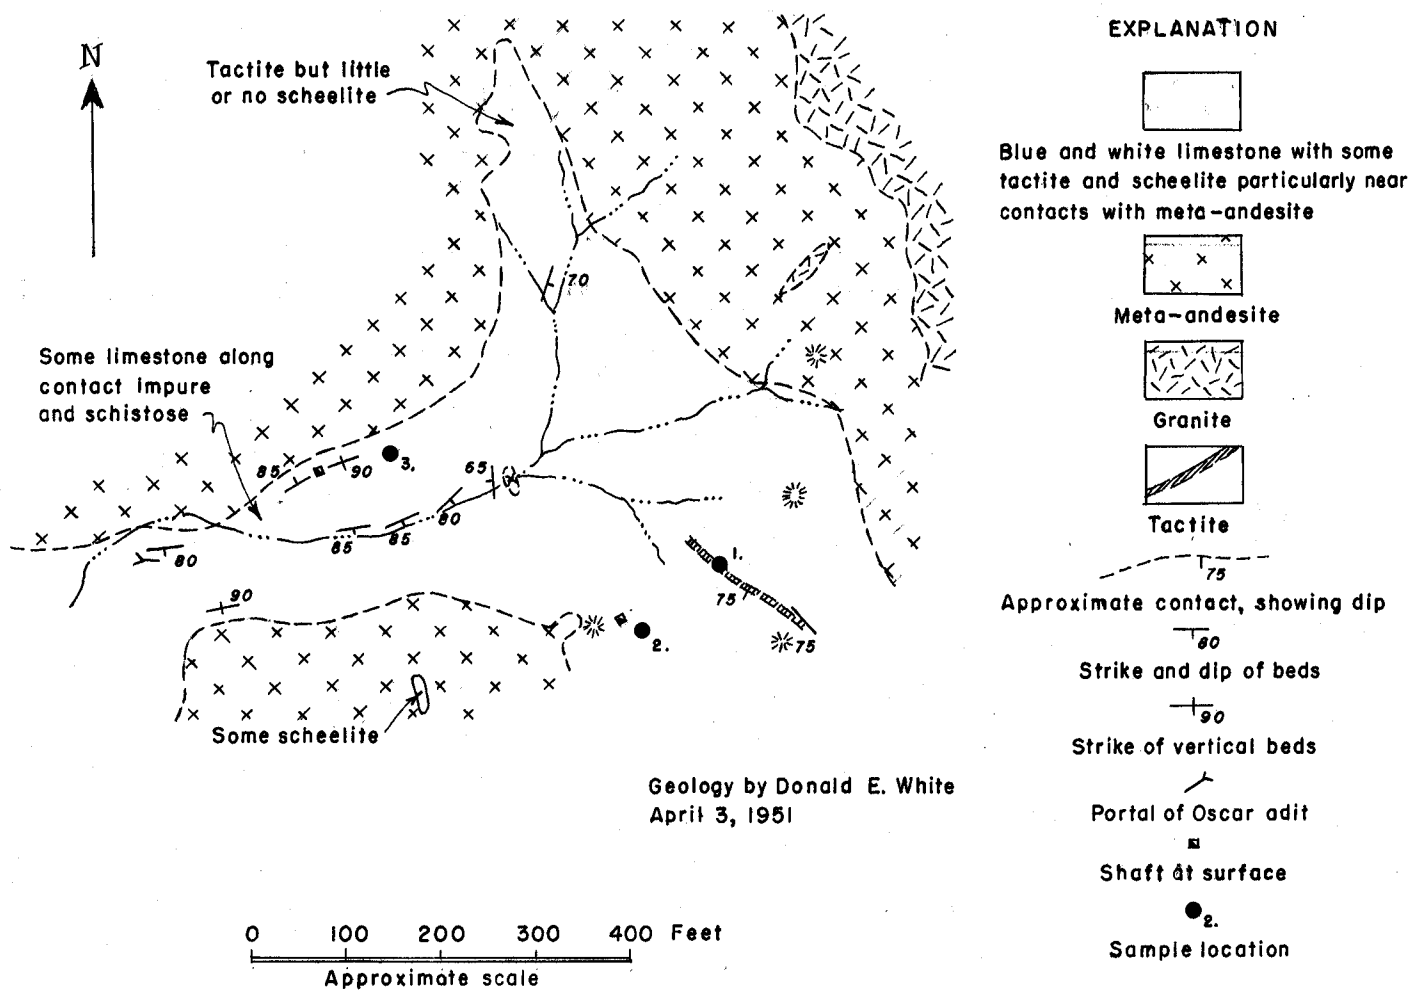 N
Tactite but little
or no scheelite
70
Some limestone along
contact impure
and schistose
85
90
3.
65
80
85
85
80
90
1.
75
75
2.
Some scheelite
Geology by Donald E. White
April 3, 1951
0 100 200 300 400 Feet
Approximate scale
EXPLANATION
Blue and white limestone with some
tactite and scheelite particularly near
contacts with meta-andesite
Meta-andesite
Granite
Tactite
75
Approximate contact, showing dip
80
Strike and dip of beds
90
Strike of vertical beds
Portal of Oscar adit
Shaft at surface
2.
Sample location